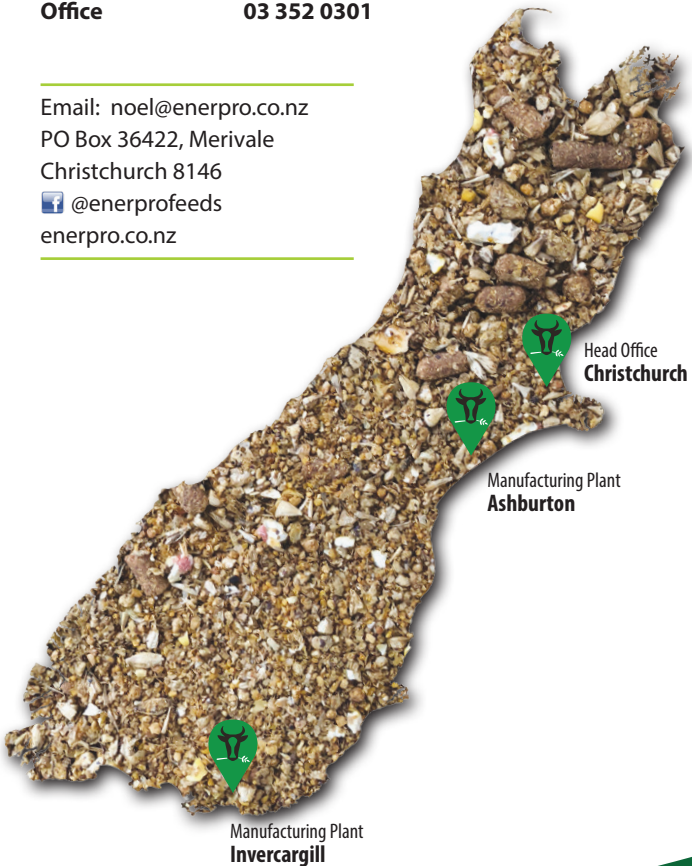 Office 03 352 0301
Email: noel@enerpro.co.nz
PO Box 36422, Merivale
Christchurch 8146
@enerprofeeds
enerpro.co.nz
Head Office
Christchurch
Manufacturing Plant
Ashburton
Manufacturing Plant
Invercargill